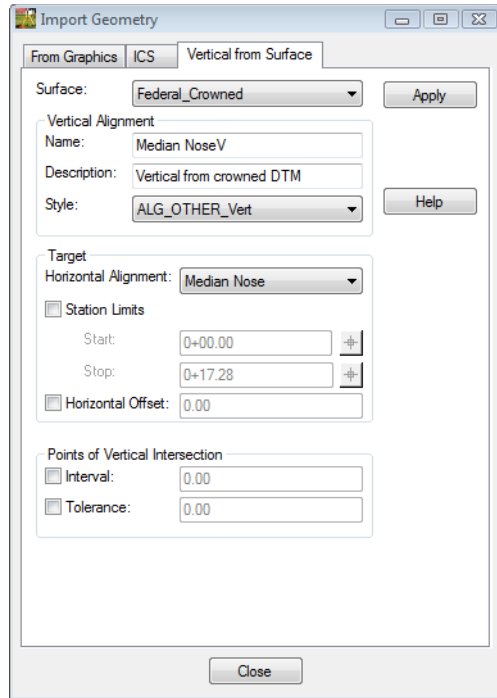 Import Geometry
From Graphics ICS Vertical from Surface
Surface: Federal_Crowned Apply
Vertical Alignment
Name: Median NoseV
Description: Vertical from crowned DTM
Style: ALG_OTHER_Vert Help
Target
Horizontal Alignment: Median Nose
Station Limits
Start: 0+00.00
Stop: 0+17.28
Horizontal Offset: 0.00
Points of Vertical Intersection
Interval: 0.00
Tolerance: 0.00
Close